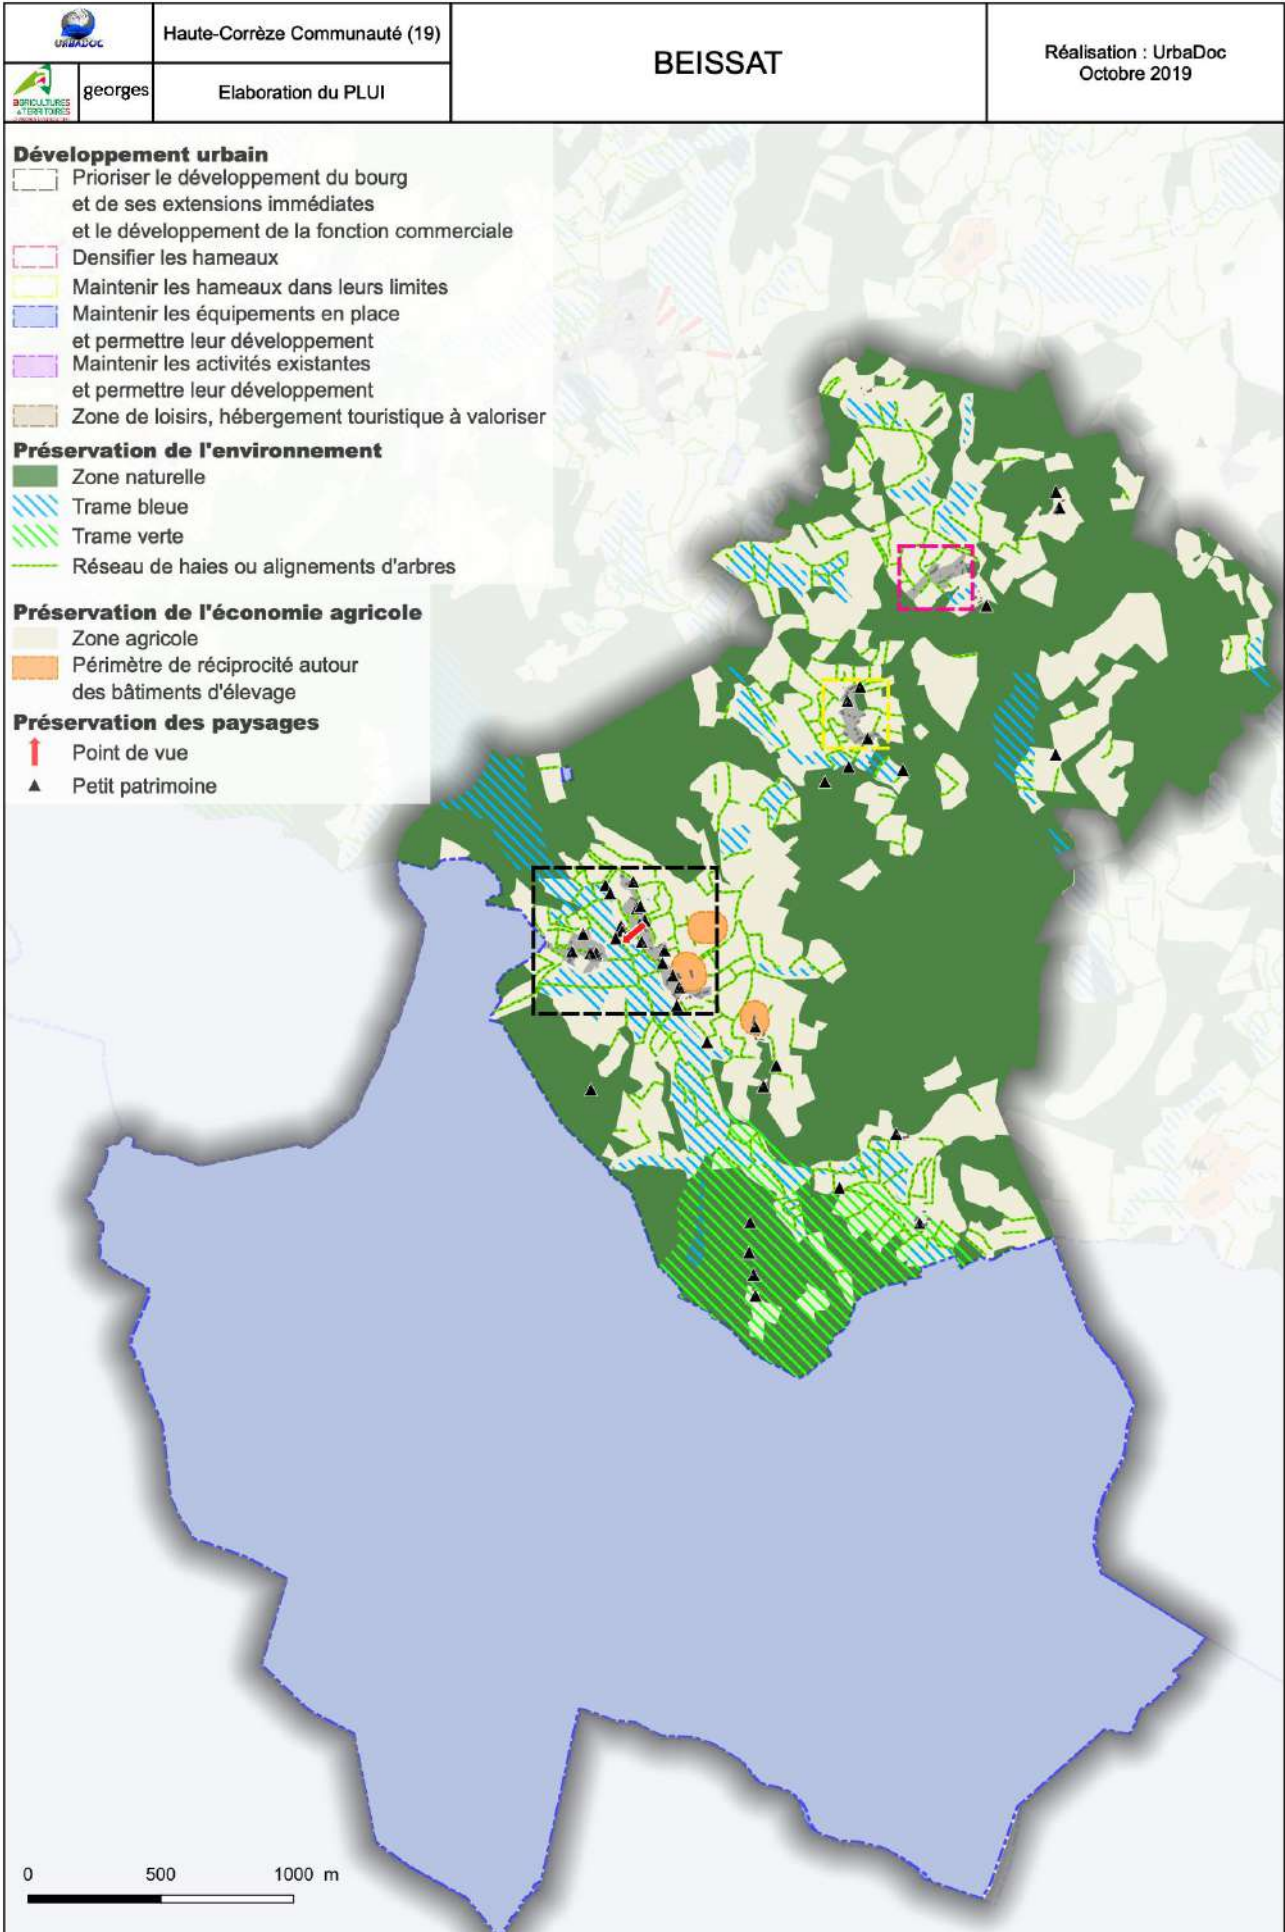 URBADOC
Haute-Corrèze Communauté (19)
BEISSAT
Réalisation : UrbaDoc
Octobre 2019
AGRICULTURES
& TERRITOIRES
georges
Elaboration du PLUI
Développement urbain
Prioriser le développement du bourg
et de ses extensions immédiates
et le développement de la fonction commerciale
Densifier les hameaux
Maintenir les hameaux dans leurs limites
Maintenir les équipements en place
et permettre leur développement
Maintenir les activités existantes
et permettre leur développement
Zone de loisirs, hébergement touristique à valoriser
Préservation de l'environnement
Zone naturelle
Trame bleue
Trame verte
Réseau de haies ou alignements d'arbres
Préservation de l'économie agricole
Zone agricole
Périmètre de réciprocité autour
des bâtiments d'élevage
Préservation des paysages
Point de vue
Petit patrimoine
0 500 1000 m